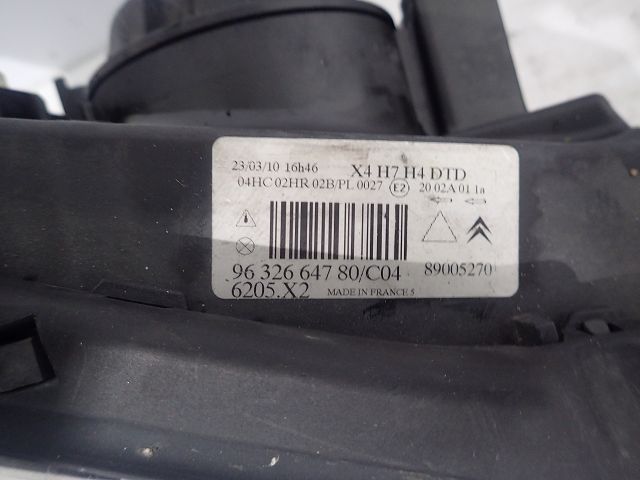 23/03/10 16h46 X4 H7 H4 DTD
04HC 02HR 02B/PL 0027 E2 20 02A 01 1a
96 326 647 80/C04 89005270
6205.X2 MADE IN FRANCE 5